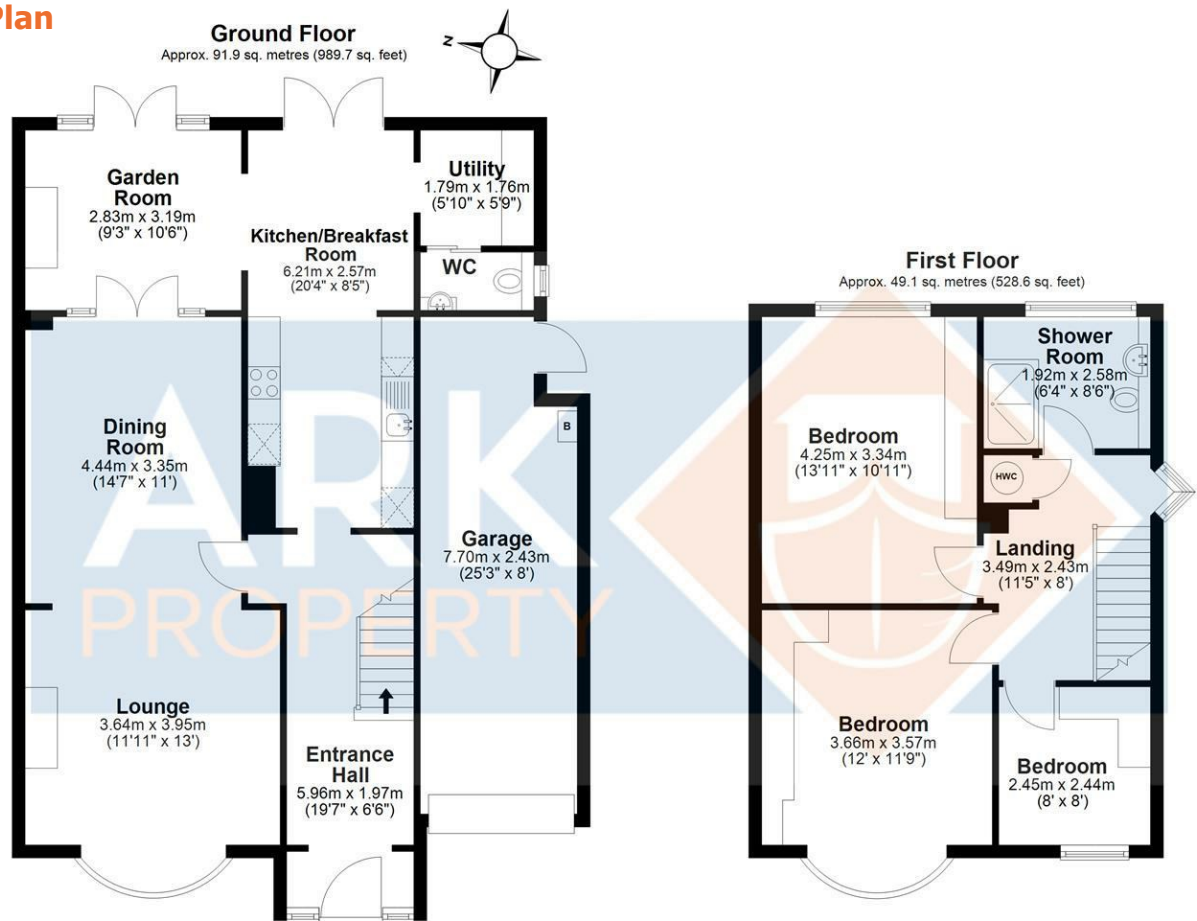 Plan
Ground Floor
Approx. 91.9 sq. metres (989.7 sq. feet)
N
Garden
Room
2.83m x 3.19m
(9'3" x 10'6")
Kitchen/Breakfast
Room
6.21m x 2.57m
(20'4" x 8'5")
Utility
1.79m x 1.76m
(5'10" x 5'9")
WC
Dining
Room
4.44m x 3.35m
(14'7" x 11')
B
Garage
7.70m x 2.43m
(25'3" x 8')
Lounge
3.64m x 3.95m
(11'11" x 13')
Entrance
Hall
5.96m x 1.97m
(19'7" x 6'6")
First Floor
Approx. 49.1 sq. metres (528.6 sq. feet)
Shower
Room
1.92m x 2.58m
(6'4" x 8'6")
Bedroom
4.25m x 3.34m
(13'11" x 10'11")
HWC
Landing
3.49m x 2.43m
(11'5" x 8')
Bedroom
3.66m x 3.57m
(12' x 11'9")
Bedroom
2.45m x 2.44m
(8' x 8')
ARK
PROPERTY